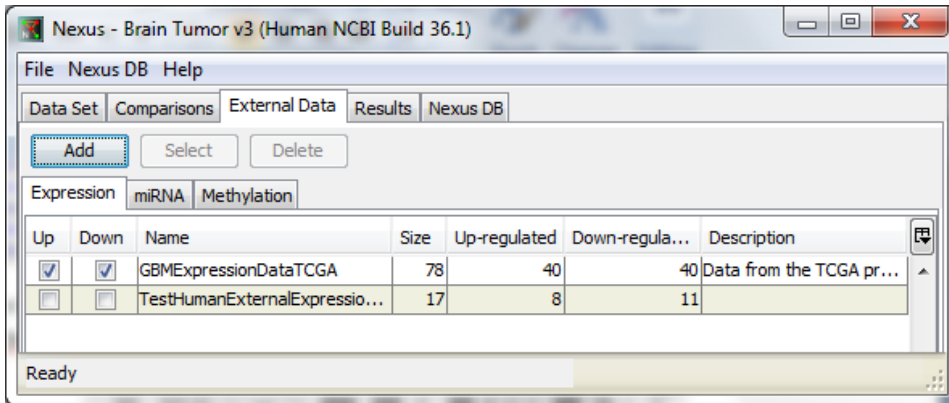 Nexus - Brain Tumor v3 (Human NCBI Build 36.1)
File Nexus DB Help
Data Set Comparisons External Data Results Nexus DB
Add Select Delete
Expression miRNA Methylation
Up Down Name Size Up-regulated Down-regula... Description
GBMExpressionDataTCGA 78 40 40 Data from the TCGA pr...
TestHumanExternalExpressio... 17 8 11
Ready